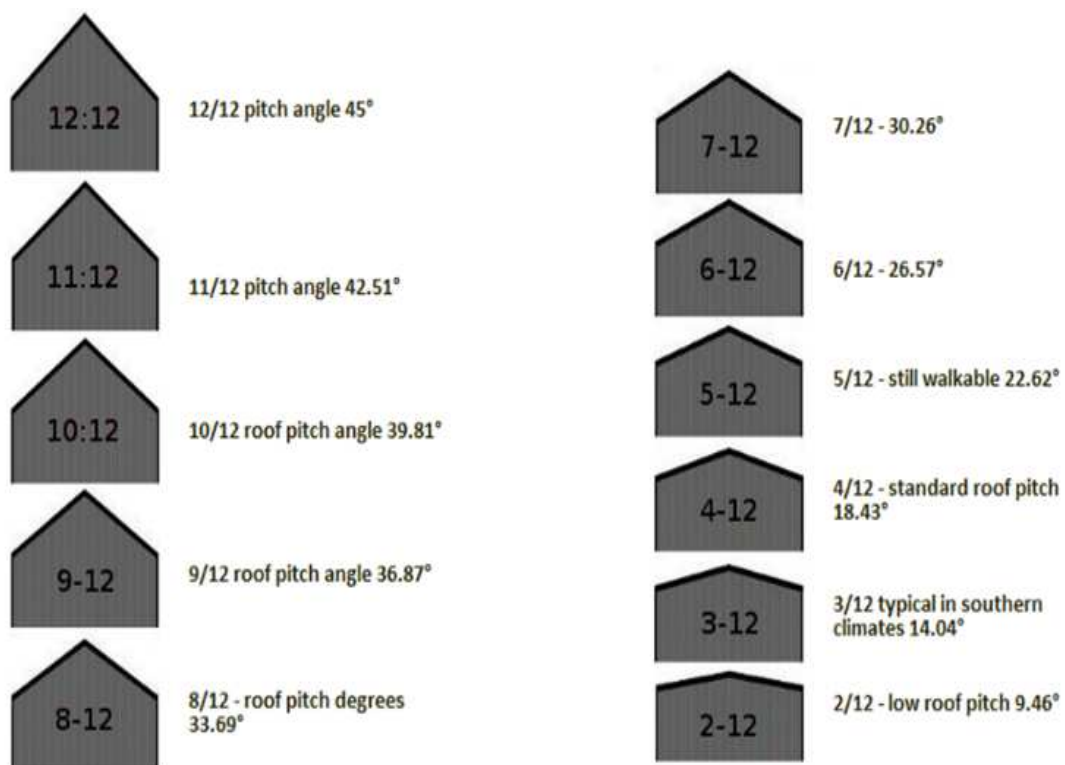 12:12
12/12 pitch angle 45°
11:12
11/12 pitch angle 42.51°
10:12
10/12 roof pitch angle 39.81°
9-12
9/12 roof pitch angle 36.87°
8-12
8/12 - roof pitch degrees
33.69°
7-12
7/12 - 30.26°
6-12
6/12 - 26.57°
5-12
5/12 - still walkable 22.62°
4-12
4/12 - standard roof pitch
18.43°
3-12
3/12 typical in southern
climates 14.04°
2-12
2/12 - low roof pitch 9.46°